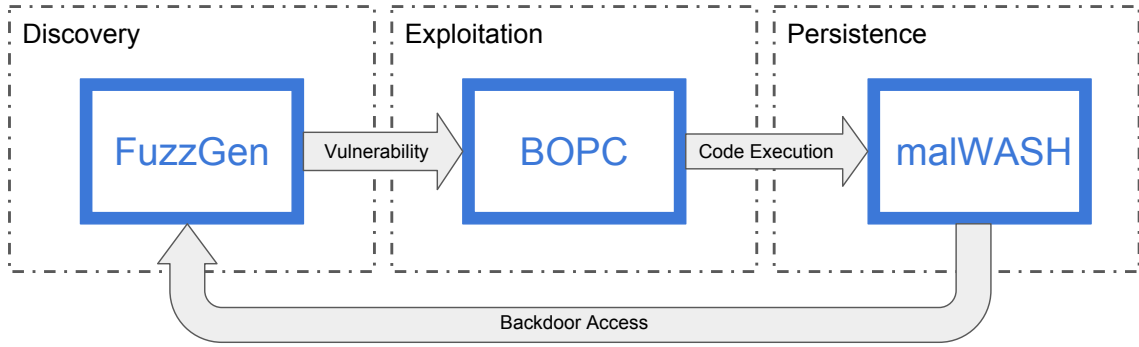 Discovery
Exploitation
Persistence
FuzzGen
Vulnerability
BOPC
Code Execution
malWASH
Backdoor Access